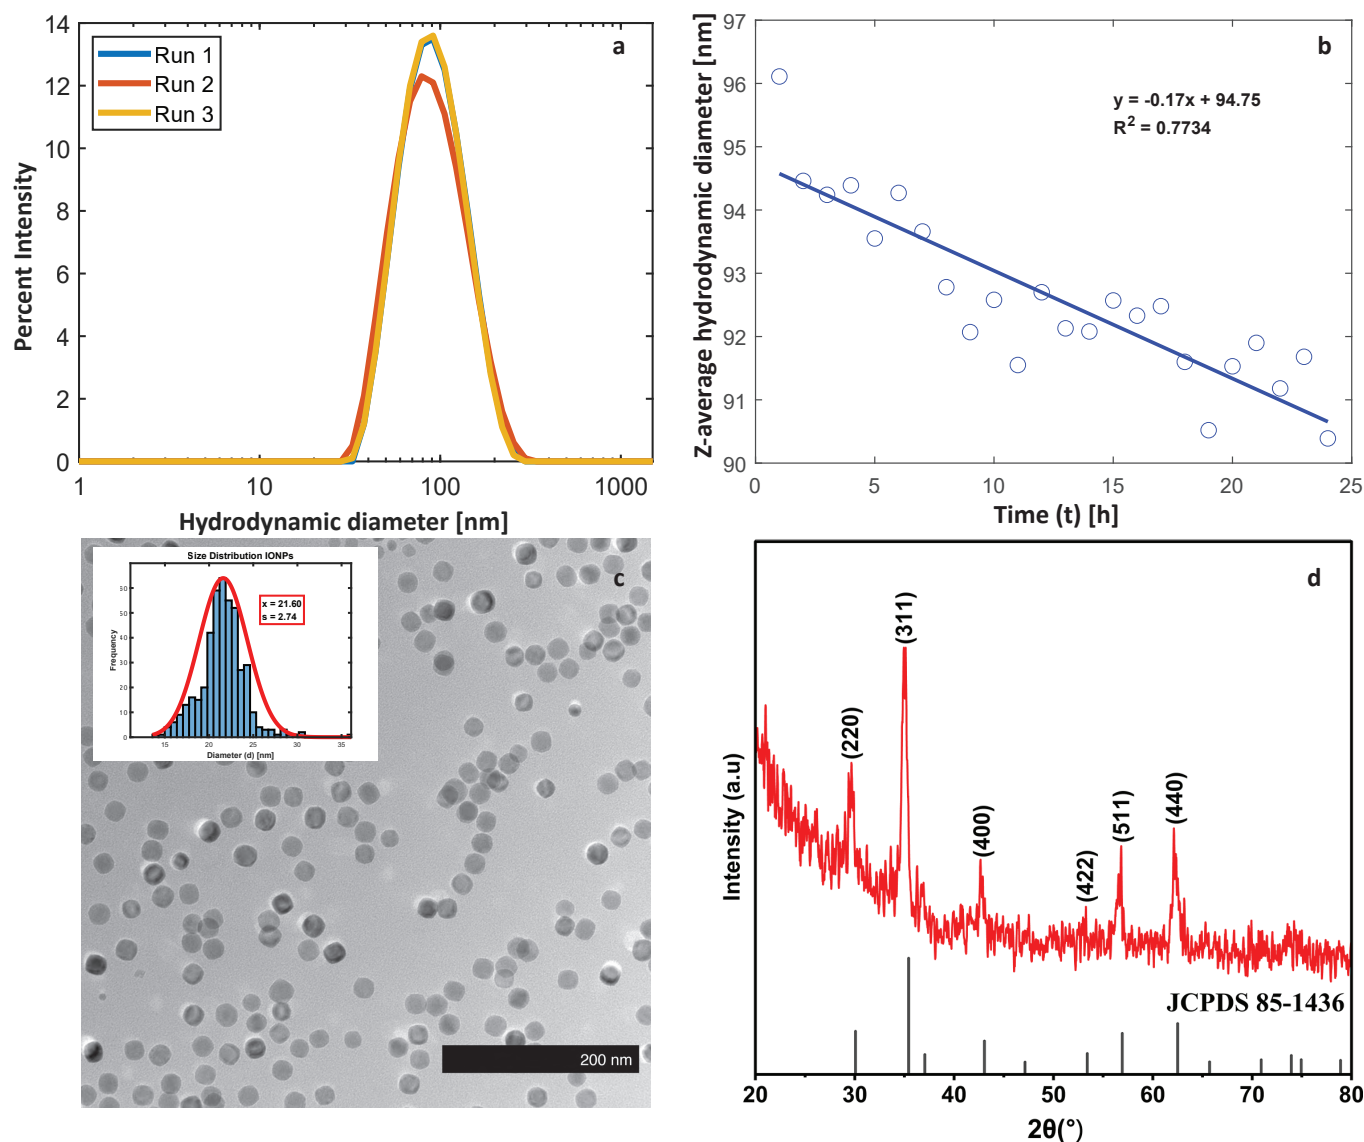 a
Run 1
Run 2
Run 3
14
12
10
8
6
4
2
0
Percent Intensity
1
10
100
1000
Hydrodynamic diameter [nm]
b
y = -0.17x + 94.75
R² = 0.7734
97
96
95
94
93
92
91
90
Z-average hydrodynamic diameter [nm]
0
5
10
15
20
25
Time (t) [h]
c
Size Distribution IONPs
x = 21.60
s = 2.74
Frequency
10
0
15
20
25
30
35
Diameter (d) [nm]
200 nm
d
(220)
(311)
(400)
(422)
(511)
(440)
Intensity (a.u)
JCPDS 85-1436
20
30
40
50
60
70
80
2θ(°)